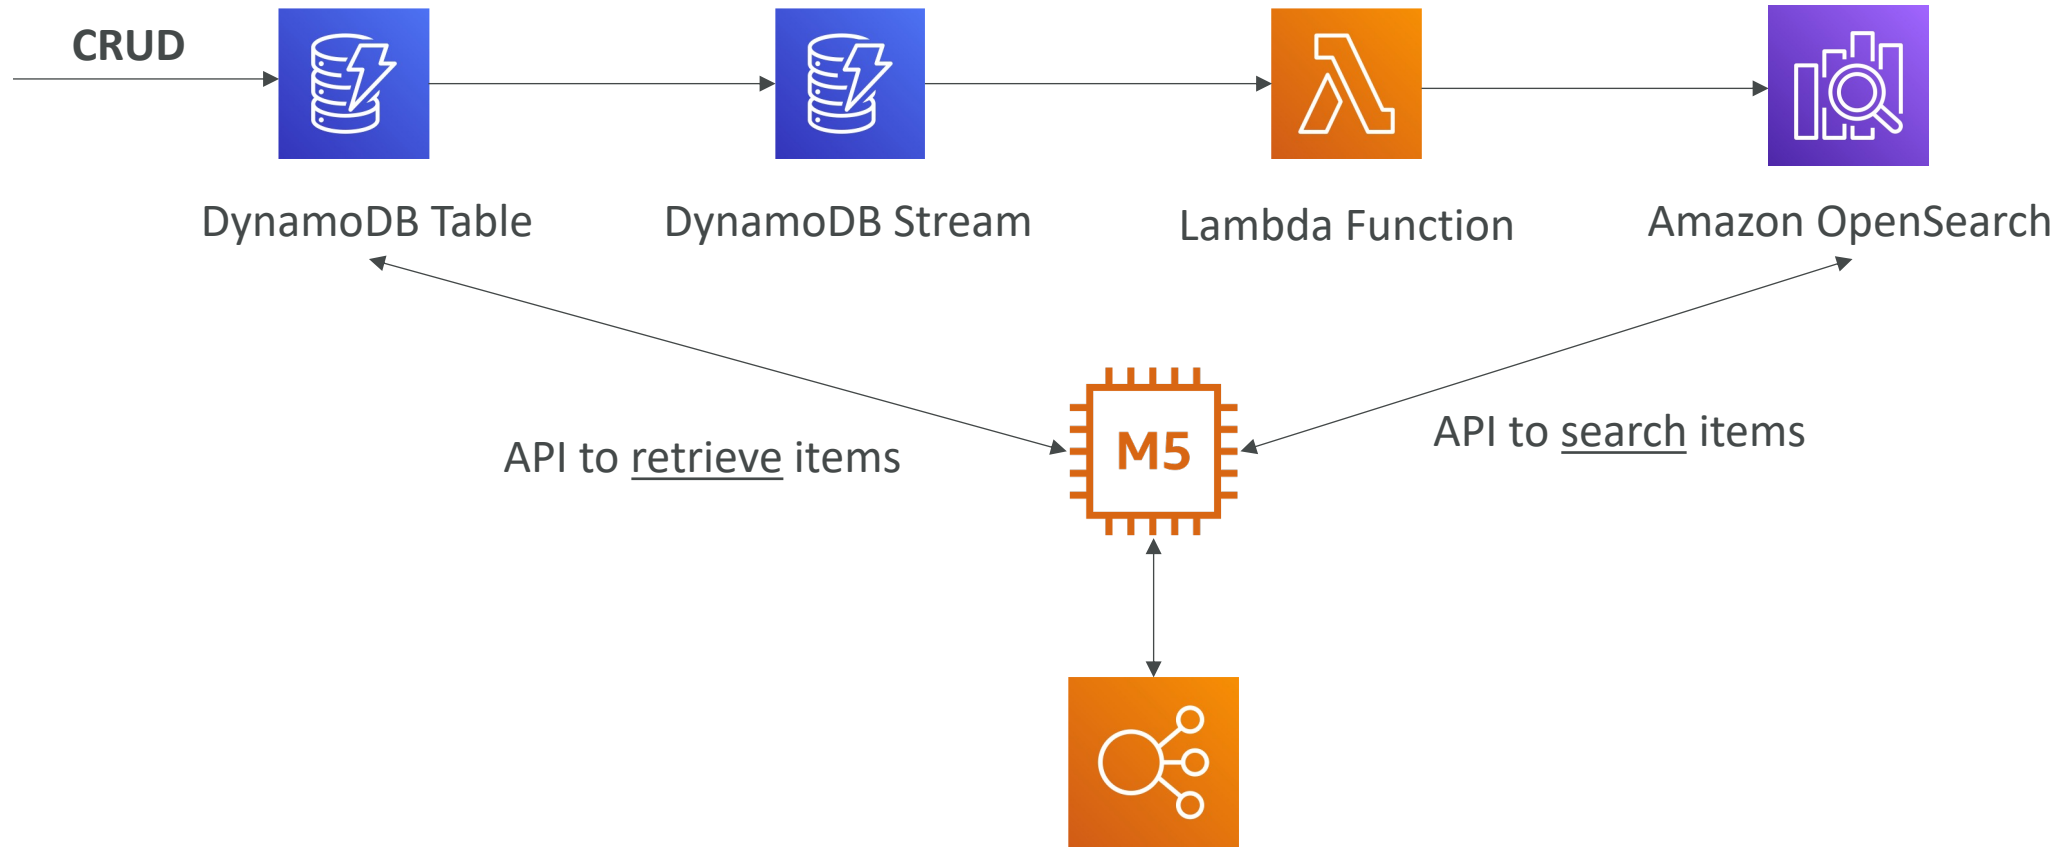 CRUD
DynamoDB Table
DynamoDB Stream
Lambda Function
Amazon OpenSearch
API to retrieve items
M5
API to search items